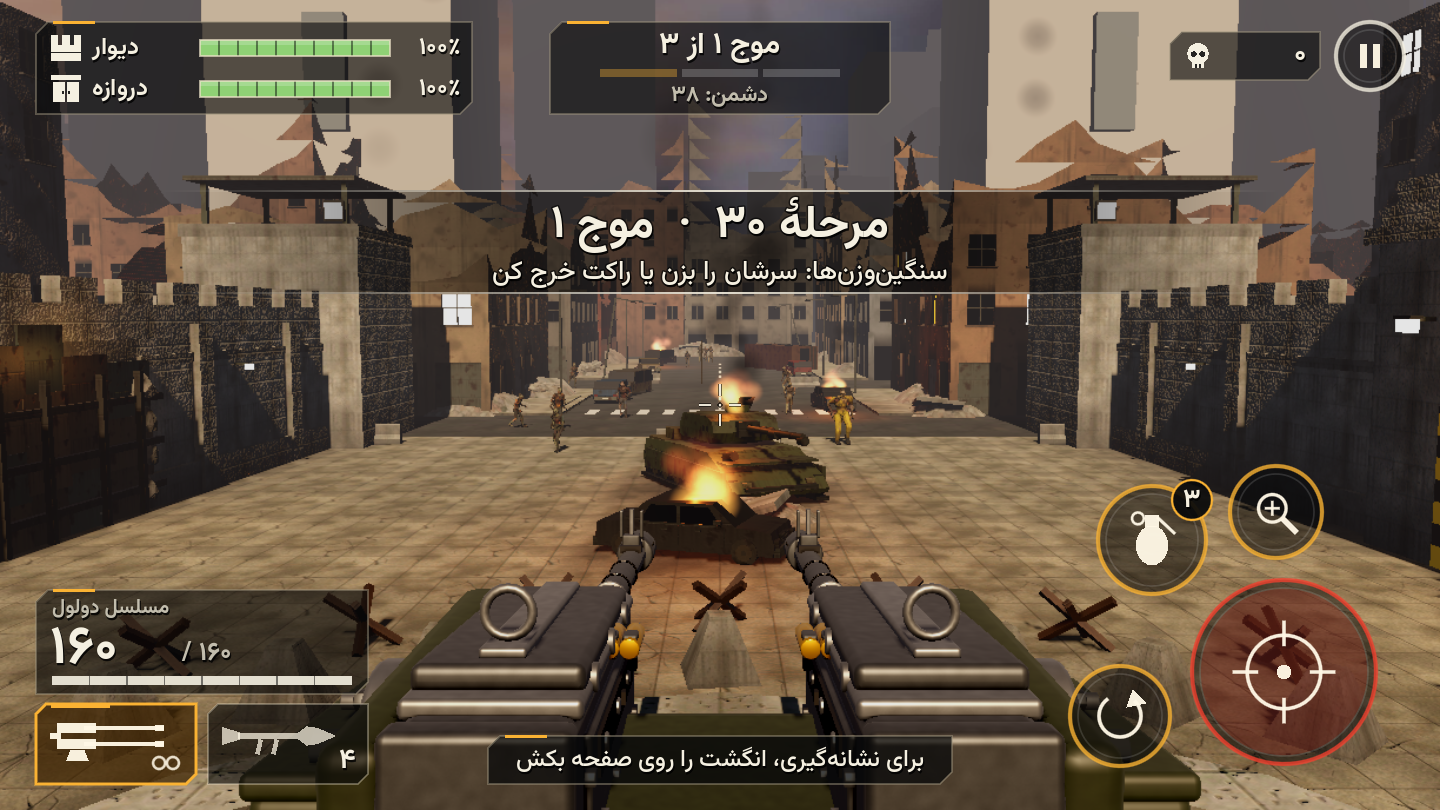 دیوار ۱۰۰٪
دروازه ۱۰۰٪
موج ۱ از ۳
دشمن: ۳۸
۰
مرحلهٔ ۳۰ · موج ۱
سنگین‌وزن‌ها: سرشان را بزن یا راکت خرج کن
۳
مسلسل دولول
۱۶۰ / ۱۶۰
∞
۴
برای نشانه‌گیری، انگشت را روی صفحه بکش